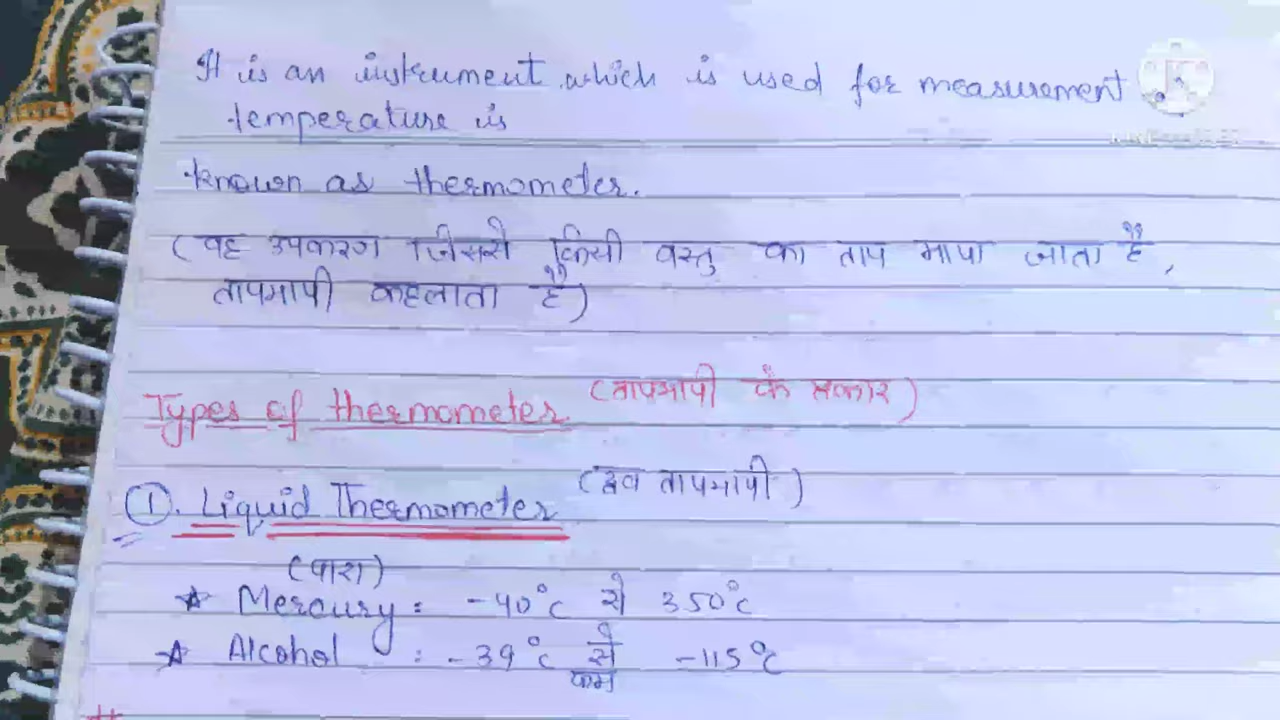 It is an instrument which is used for measurement
temperature is
known as thermometer.
(वह उपकरण जिससे किसी वस्तु का ताप मापा जाता है,
तापमापी कहलाता है)
Types of thermometer (तापमापी के प्रकार)
①. Liquid Thermometer (द्रव तापमापी)
(पारा)
☆ Mercury : -40°C से 350°C
☆ Alcohol : -39°C से -115°C
कम